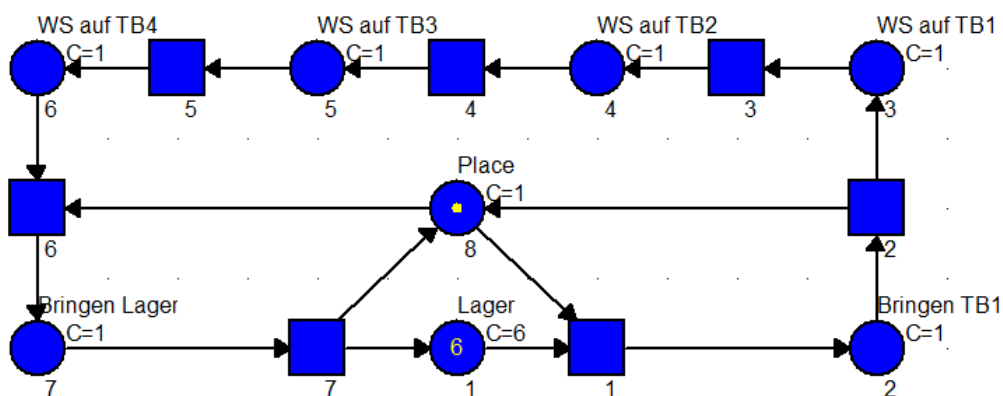 WS auf TB4 WS auf TB3 WS auf TB2 WS auf TB1
C=1 C=1 C=1 C=1
6 5 5 4 4 3 3
Place
C=1
6 8 2
Bringen Lager Lager Bringen TB1
C=1 C=6 C=1
6
7 7 1 1 2